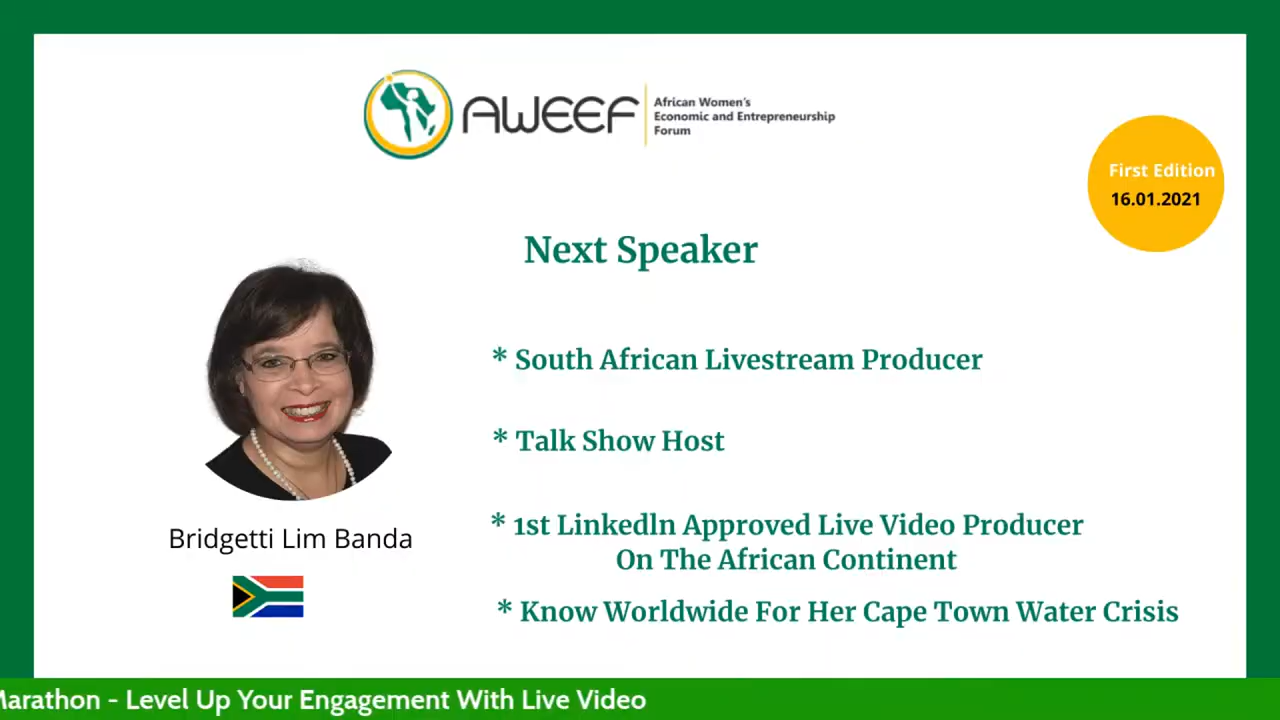 AWEEF
African Women's
Economic and Entrepreneurship
Forum
First Edition
16.01.2021
Next Speaker
* South African Livestream Producer
* Talk Show Host
* 1st LinkedIn Approved Live Video Producer
On The African Continent
* Know Worldwide For Her Cape Town Water Crisis
Bridgetti Lim Banda
Marathon - Level Up Your Engagement With Live Video